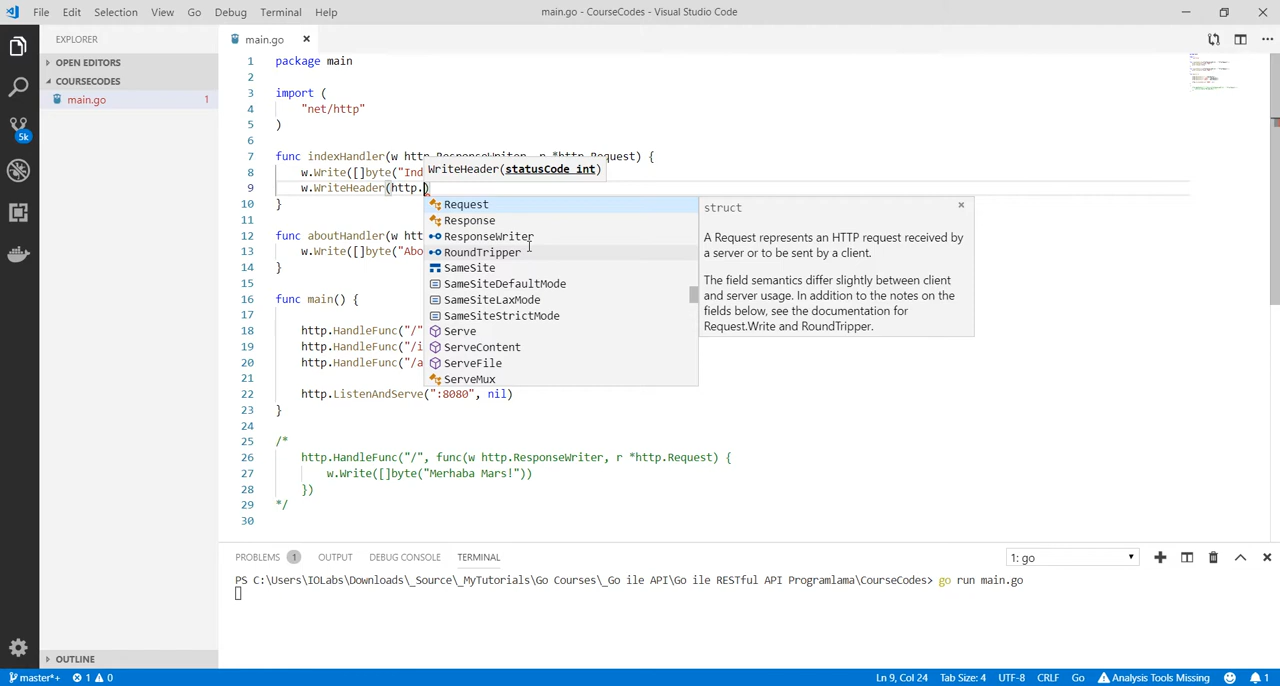 File Edit Selection View Go Debug Terminal Help
main.go - CourseCodes - Visual Studio Code
EXPLORER
main.go
OPEN EDITORS
COURSECODES
main.go 1
5k
1 package main
2
3 import (
4 "net/http"
5 )
6
7 func indexHandler(w http.ResponseWriter, r *http.Request) {
8 w.Write([]byte("Ind
9 w.WriteHeader(http.)
10 }
11
12 func aboutHandler(w htt
13 w.Write([]byte("Abo
14 }
15
16 func main() {
17
18 http.HandleFunc("/"
19 http.HandleFunc("/i
20 http.HandleFunc("/a
21
22 http.ListenAndServe(":8080", nil)
23 }
24
25 /*
26 http.HandleFunc("/", func(w http.ResponseWriter, r *http.Request) {
27 w.Write([]byte("Merhaba Mars!"))
28 })
29 */
30
WriteHeader(statusCode int)
Request
Response
ResponseWriter
RoundTripper
SameSite
SameSiteDefaultMode
SameSiteLaxMode
SameSiteStrictMode
Serve
ServeContent
ServeFile
ServeMux
struct
A Request represents an HTTP request received by
a server or to be sent by a client.
The field semantics differ slightly between client
and server usage. In addition to the notes on the
fields below, see the documentation for
Request.Write and RoundTripper.
PROBLEMS 1 OUTPUT DEBUG CONSOLE TERMINAL
1: go
PS C:\Users\IOLabs\Downloads\_Source\_MyTutorials\Go Courses\_Go ile API\Go ile RESTful API Programlama\CourseCodes> go run main.go
OUTLINE
master*+ 1 0
Ln 9, Col 24 Tab Size: 4 UTF-8 CRLF Go Analysis Tools Missing 1